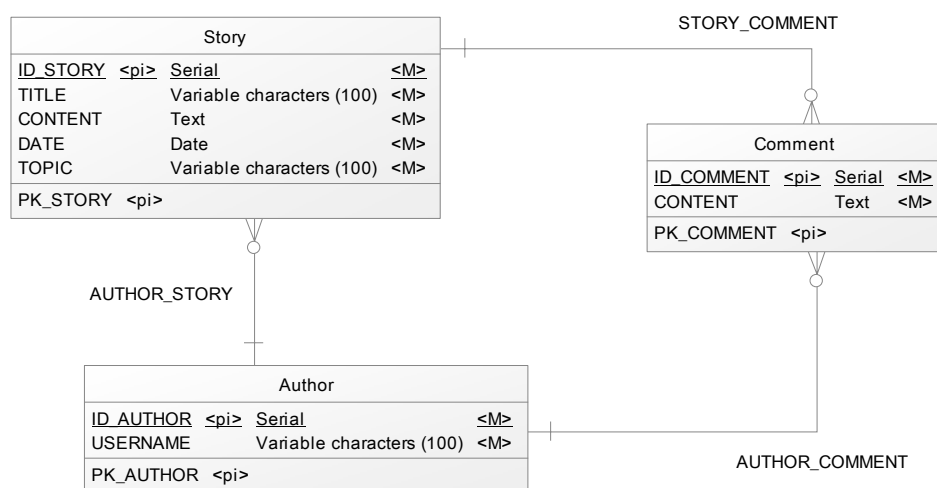 STORY_COMMENT
Story
ID_STORY <pi> Serial <M>
TITLE Variable characters (100) <M>
CONTENT Text <M>
DATE Date <M>
TOPIC Variable characters (100) <M>
PK_STORY <pi>
Comment
ID_COMMENT <pi> Serial <M>
CONTENT Text <M>
PK_COMMENT <pi>
AUTHOR_STORY
Author
ID_AUTHOR <pi> Serial <M>
USERNAME Variable characters (100) <M>
PK_AUTHOR <pi>
AUTHOR_COMMENT